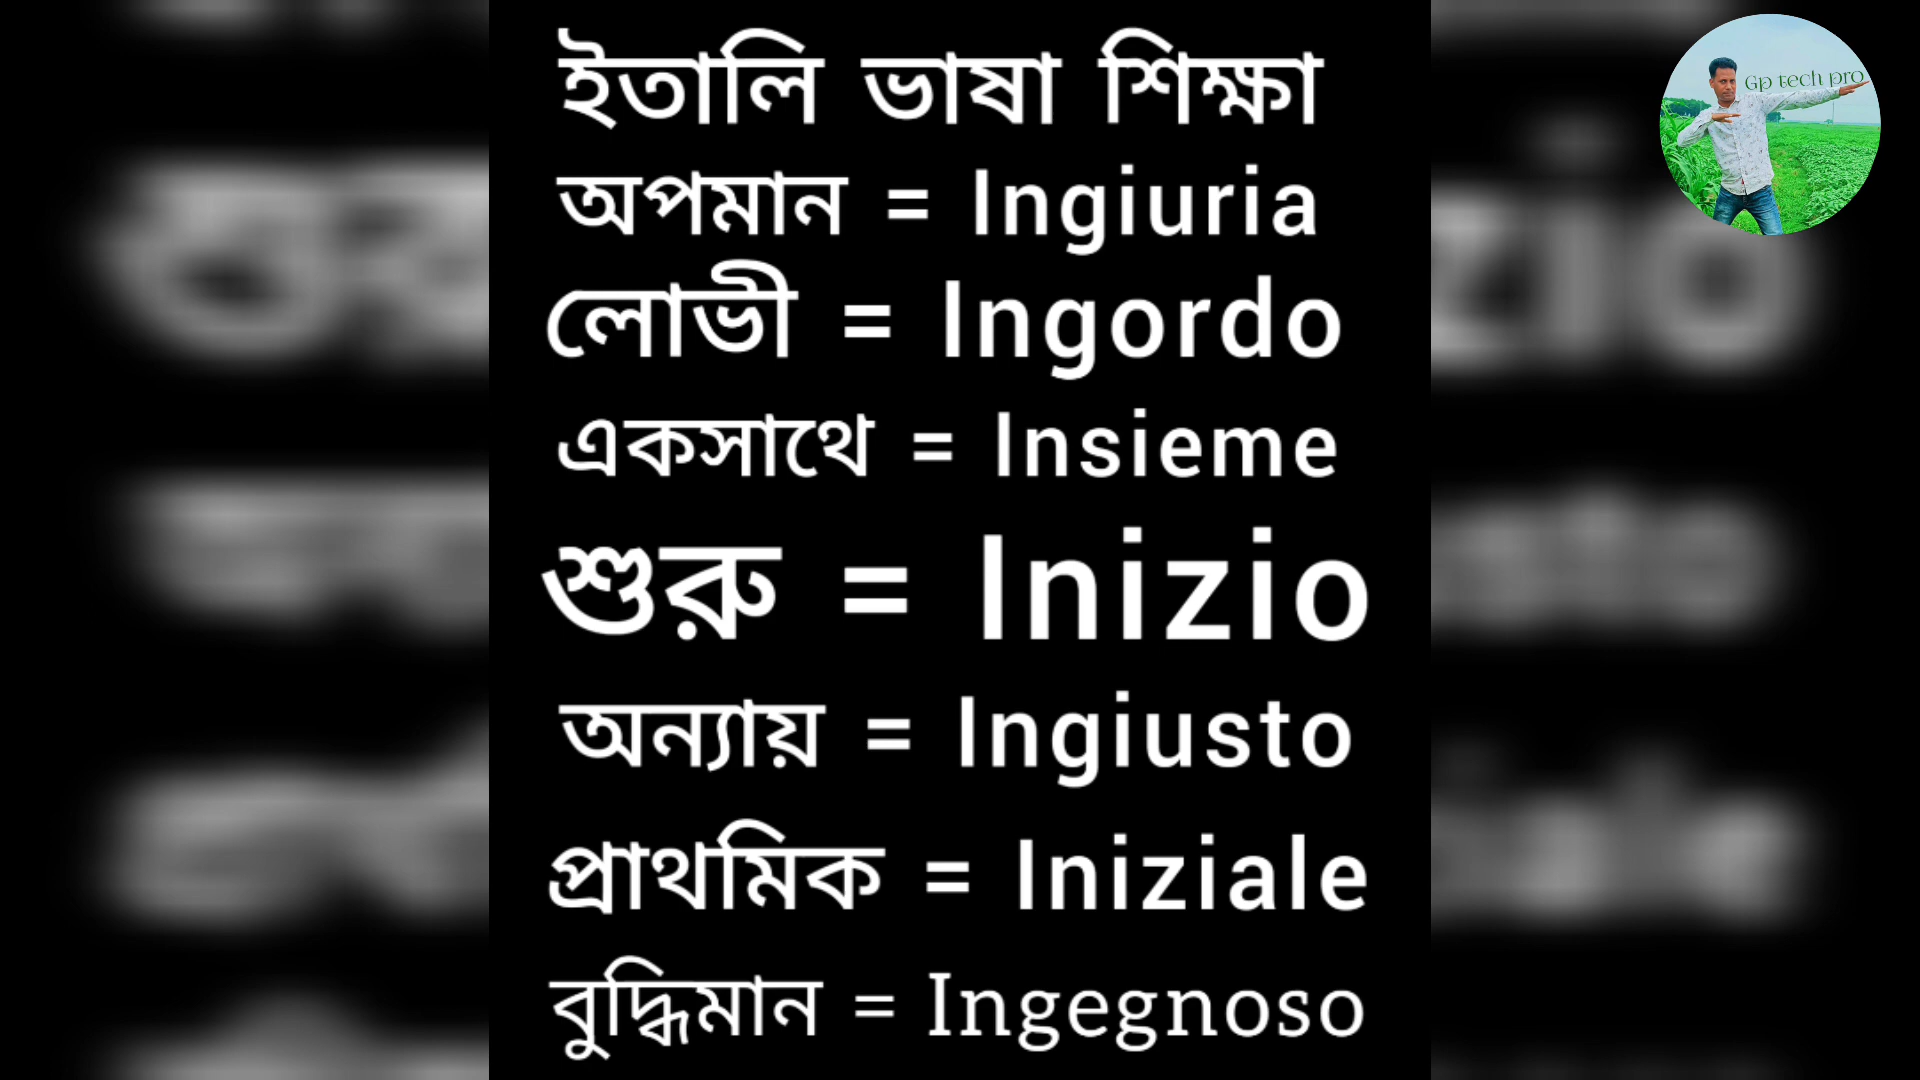 ইতালি ভাষা শিক্ষা
অপমান = Ingiuria
লোভী = Ingordo
একসাথে = Insieme
শুরু = Inizio
অন্যায় = Ingiusto
প্রাথমিক = Iniziale
বুদ্ধিমান = Ingegnoso
Gp tech pro